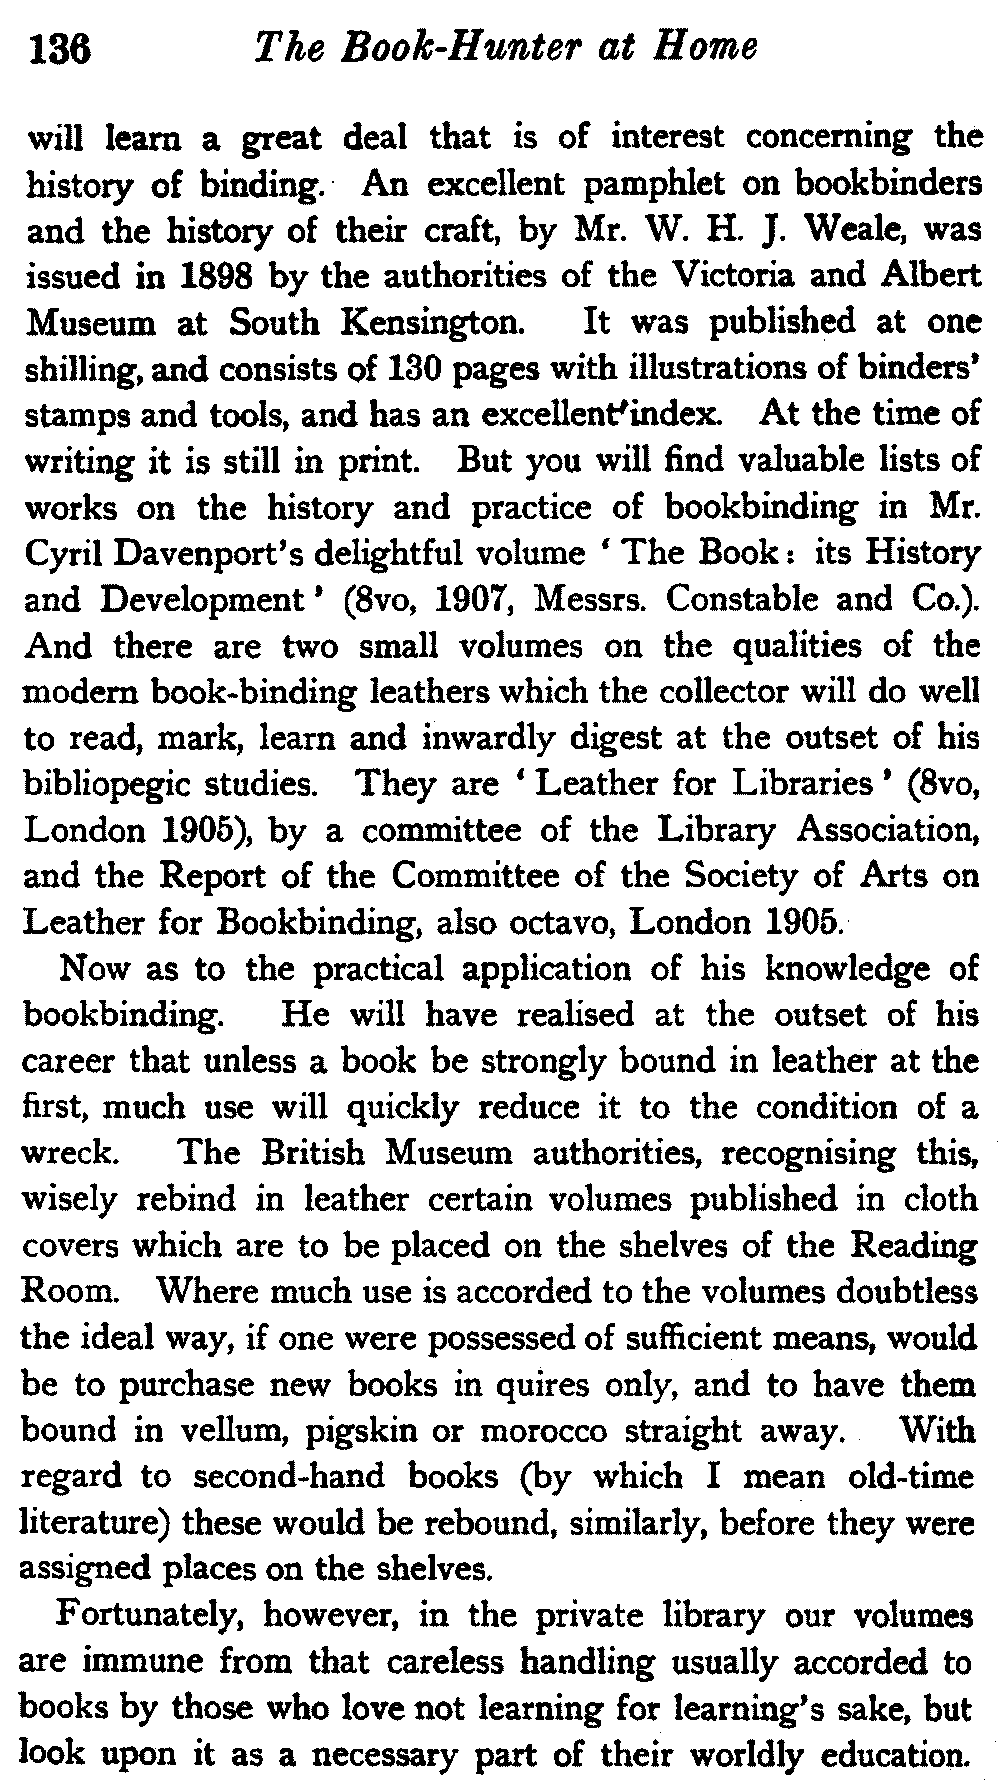 136 The Book-Hunter at Home
will learn a great deal that is of interest concerning the
history of binding. An excellent pamphlet on bookbinders
and the history of their craft, by Mr. W. H. J. Weale, was
issued in 1898 by the authorities of the Victoria and Albert
Museum at South Kensington. It was published at one
shilling, and consists of 130 pages with illustrations of binders'
stamps and tools, and has an excellent index. At the time of
writing it is still in print. But you will find valuable lists of
works on the history and practice of bookbinding in Mr.
Cyril Davenport's delightful volume ‘ The Book: its History
and Development ’ (8vo, 1907, Messrs. Constable and Co.).
And there are two small volumes on the qualities of the
modern book-binding leathers which the collector will do well
to read, mark, learn and inwardly digest at the outset of his
bibliopegic studies. They are ‘ Leather for Libraries ’ (8vo,
London 1905), by a committee of the Library Association,
and the Report of the Committee of the Society of Arts on
Leather for Bookbinding, also octavo, London 1905.
Now as to the practical application of his knowledge of
bookbinding. He will have realised at the outset of his
career that unless a book be strongly bound in leather at the
first, much use will quickly reduce it to the condition of a
wreck. The British Museum authorities, recognising this,
wisely rebind in leather certain volumes published in cloth
covers which are to be placed on the shelves of the Reading
Room. Where much use is accorded to the volumes doubtless
the ideal way, if one were possessed of sufficient means, would
be to purchase new books in quires only, and to have them
bound in vellum, pigskin or morocco straight away. With
regard to second-hand books (by which I mean old-time
literature) these would be rebound, similarly, before they were
assigned places on the shelves.
Fortunately, however, in the private library our volumes
are immune from that careless handling usually accorded to
books by those who love not learning for learning's sake, but
look upon it as a necessary part of their worldly education.